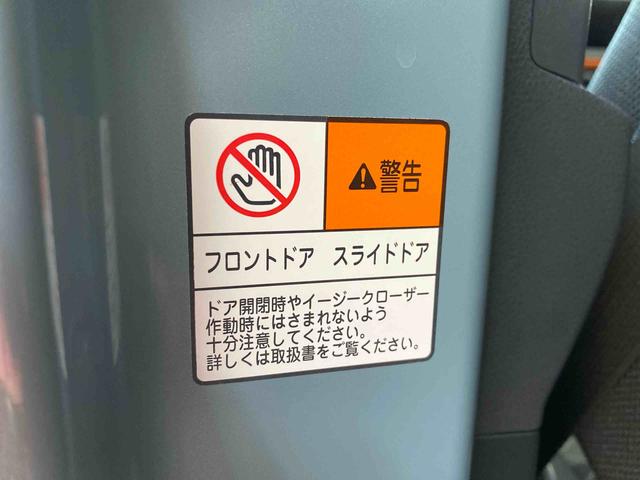 警告
フロントドア スライドドア
ドア開閉時やイージークローザー
作動時にはさまれないよう
十分注意してください。
詳しくは取扱書をご覧ください。